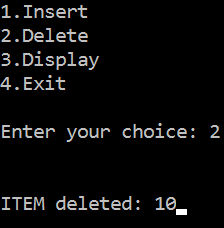 1.Insert
2.Delete
3.Display
4.Exit
Enter your choice: 2
ITEM deleted: 10